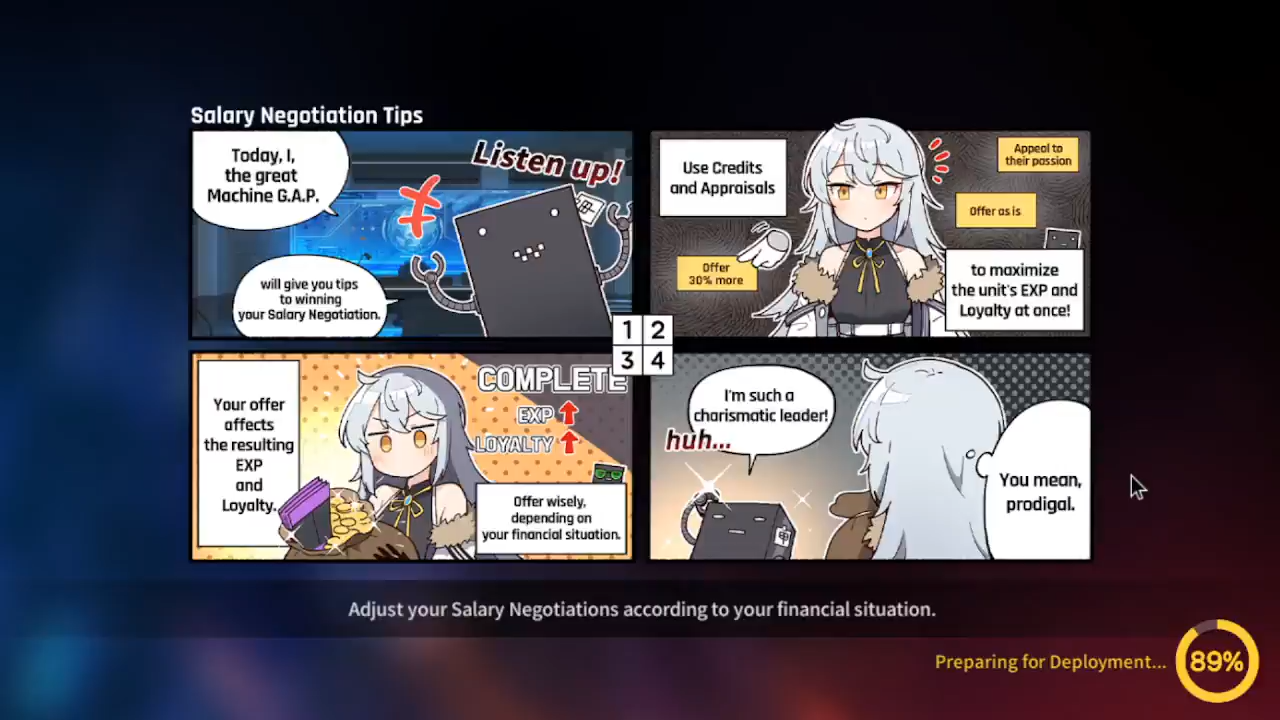 Salary Negotiation Tips
Today, I,
the great
Machine G.A.P.
Listen up!
will give you tips
to winning
your Salary Negotiation.
Use Credits
and Appraisals
Appeal to
their passion
Offer as is
Offer
30% more
to maximize
the unit's EXP and
Loyalty at once!
1 2
3 4
Your offer
affects
the resulting
EXP
and
Loyalty.
COMPLETE
EXP
LOYALTY
Offer wisely,
depending on
your financial situation.
I'm such a
charismatic leader!
huh...
You mean,
prodigal.
Adjust your Salary Negotiations according to your financial situation.
Preparing for Deployment...
89%